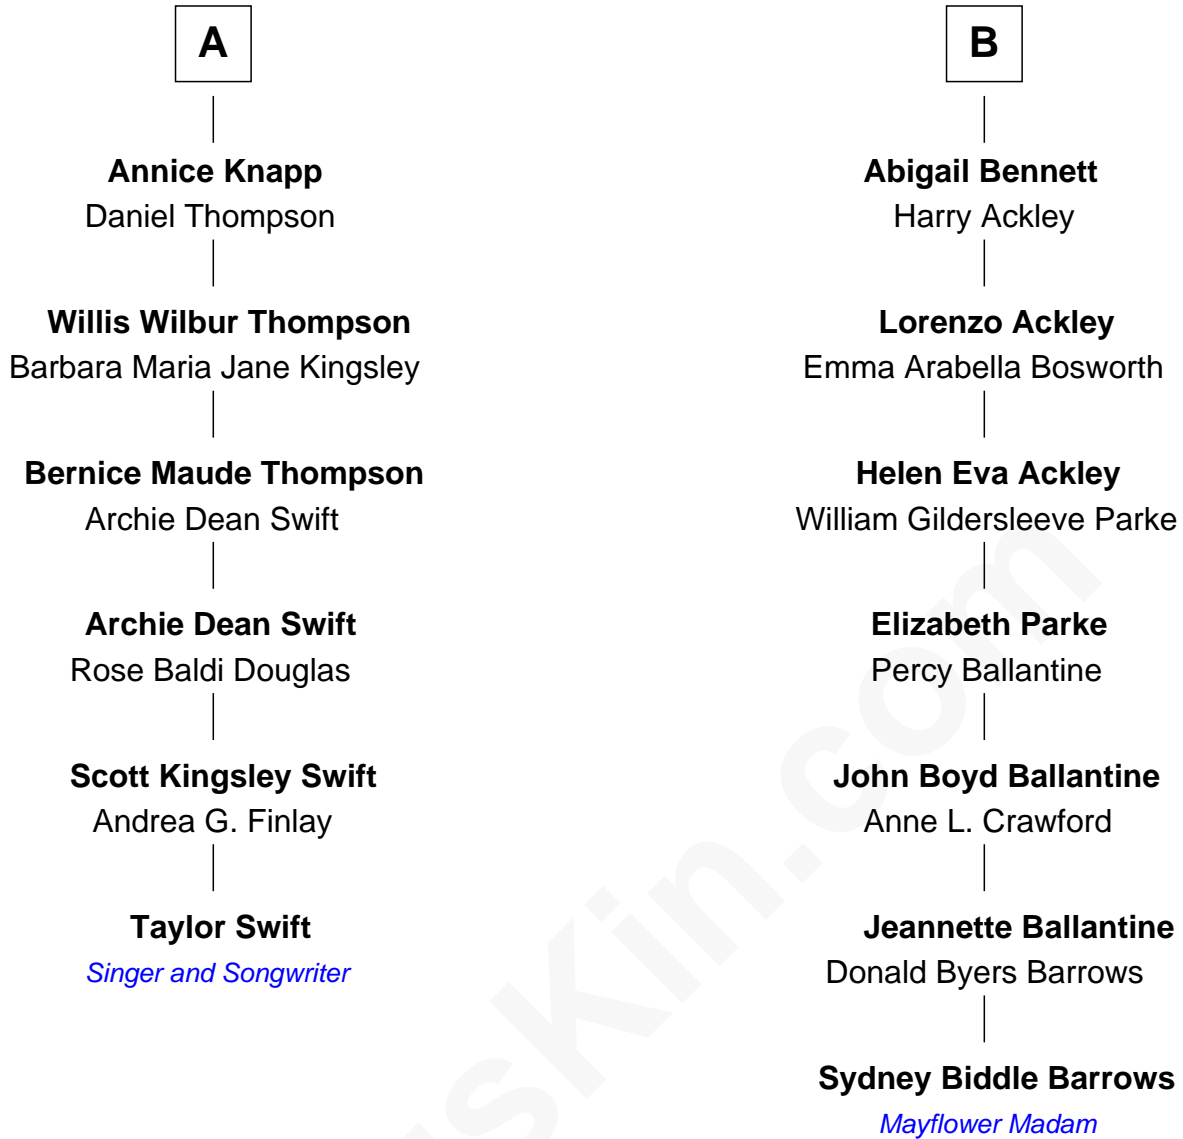 A
Annice Knapp
Daniel Thompson
Willis Wilbur Thompson
Barbara Maria Jane Kingsley
Bernice Maude Thompson
Archie Dean Swift
Archie Dean Swift
Rose Baldi Douglas
Scott Kingsley Swift
Andrea G. Finlay
Taylor Swift
Singer and Songwriter
B
Abigail Bennett
Harry Ackley
Lorenzo Ackley
Emma Arabella Bosworth
Helen Eva Ackley
William Gildersleeve Parke
Elizabeth Parke
Percy Ballantine
John Boyd Ballantine
Anne L. Crawford
Jeannette Ballantine
Donald Byers Barrows
Sydney Biddle Barrows
Mayflower Madam
sKin.com